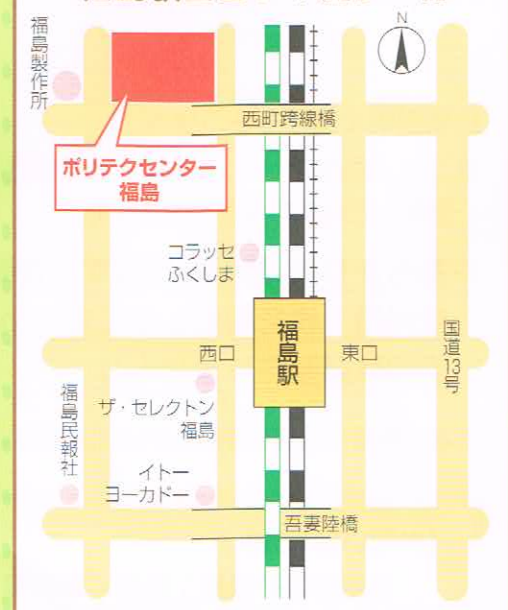 N
福島製作所
西町跨線橋
ポリテクセンター
福島
コラッセ
ふくしま
福島駅
西口
東口
国道13号
ザ・セレクトン
福島
福島民報社
イトー
ヨーカドー
吾妻陸橋